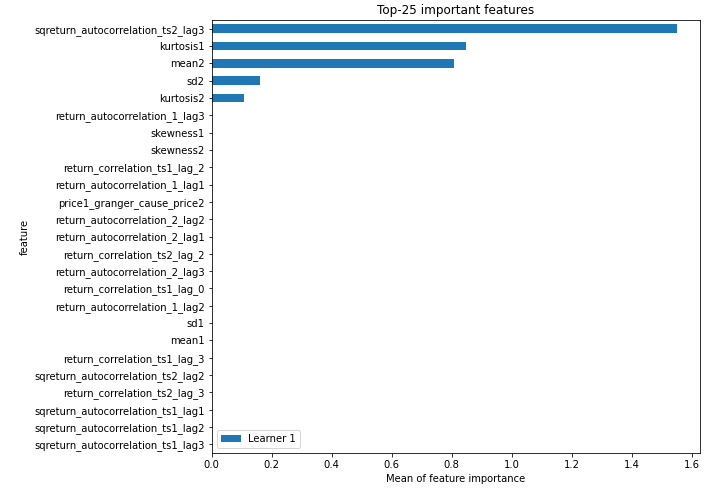 Top-25 important features
sqreturn_autocorrelation_ts2_lag3
kurtosis1
mean2
sd2
kurtosis2
return_autocorrelation_1_lag3
skewness1
skewness2
return_correlation_ts1_lag_2
return_autocorrelation_1_lag1
price1_granger_cause_price2
return_autocorrelation_2_lag2
return_autocorrelation_2_lag1
return_correlation_ts2_lag_2
return_autocorrelation_2_lag3
return_correlation_ts1_lag_0
return_autocorrelation_1_lag2
sd1
mean1
return_correlation_ts1_lag_3
sqreturn_autocorrelation_ts2_lag2
return_correlation_ts2_lag_3
sqreturn_autocorrelation_ts1_lag1
sqreturn_autocorrelation_ts1_lag2
sqreturn_autocorrelation_ts1_lag3
feature
Learner 1
0.0 0.2 0.4 0.6 0.8 1.0 1.2 1.4 1.6
Mean of feature importance